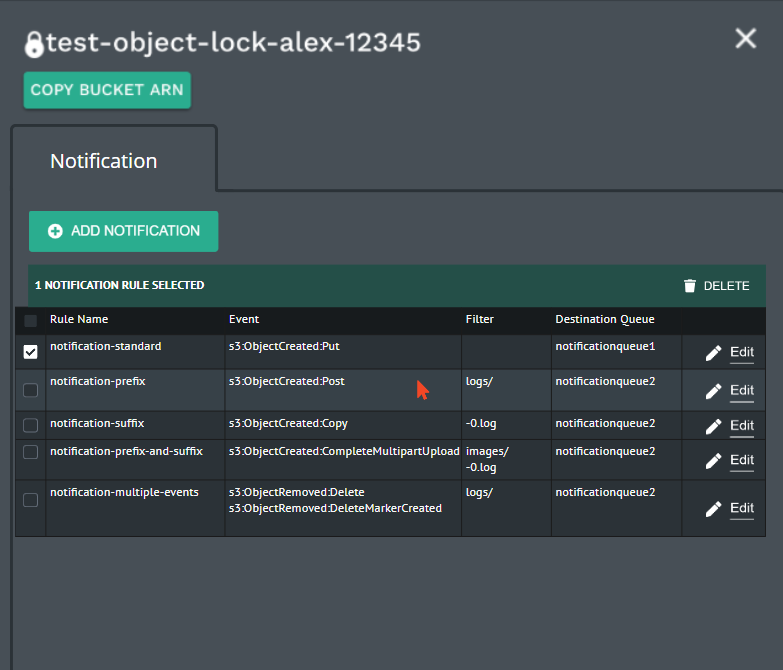 test-object-lock-alex-12345
COPY BUCKET ARN
Notification
ADD NOTIFICATION
1 NOTIFICATION RULE SELECTED DELETE
Rule Name Event Filter Destination Queue
notification-standard s3:ObjectCreated:Put notificationqueue1 Edit
notification-prefix s3:ObjectCreated:Post logs/ notificationqueue2 Edit
notification-suffix s3:ObjectCreated:Copy -0.log notificationqueue2 Edit
notification-prefix-and-suffix s3:ObjectCreated:CompleteMultipartUpload images/ notificationqueue2 Edit
-0.log
notification-multiple-events s3:ObjectRemoved:Delete logs/ notificationqueue2 Edit
s3:ObjectRemoved:DeleteMarkerCreated